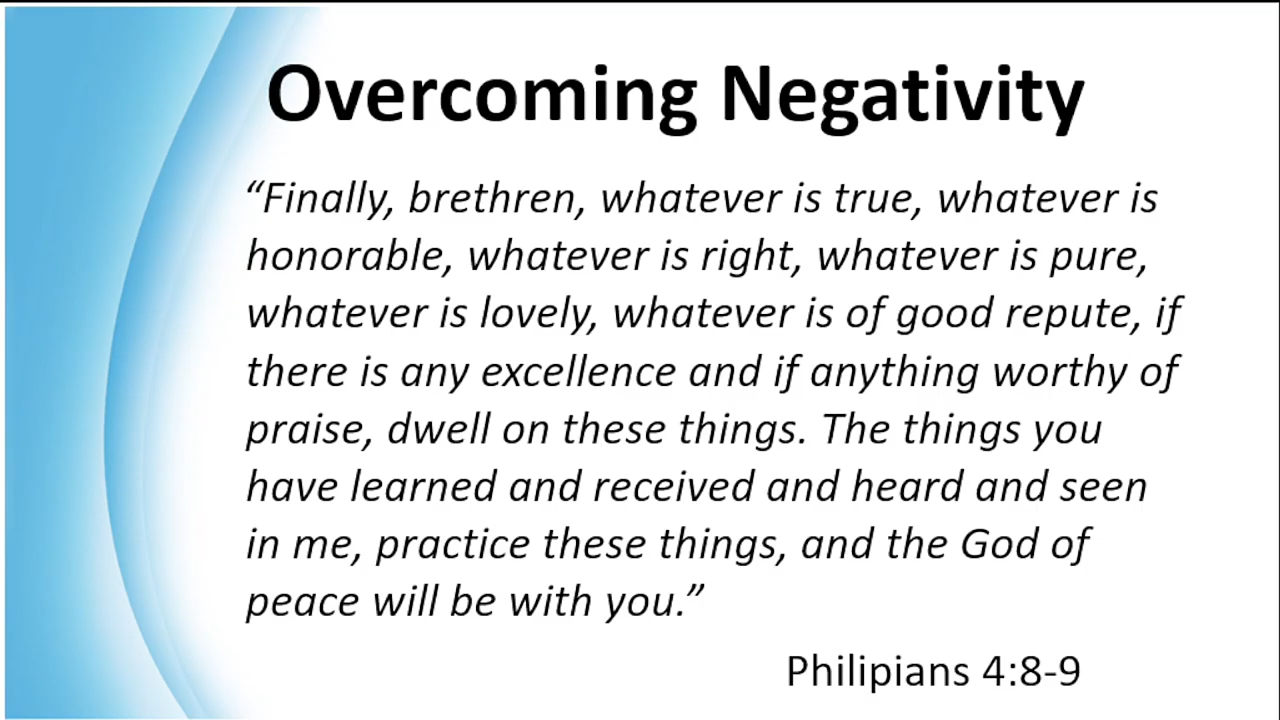 Overcoming Negativity
“Finally, brethren, whatever is true, whatever is
honorable, whatever is right, whatever is pure,
whatever is lovely, whatever is of good repute, if
there is any excellence and if anything worthy of
praise, dwell on these things. The things you
have learned and received and heard and seen
in me, practice these things, and the God of
peace will be with you.”
Philipians 4:8-9